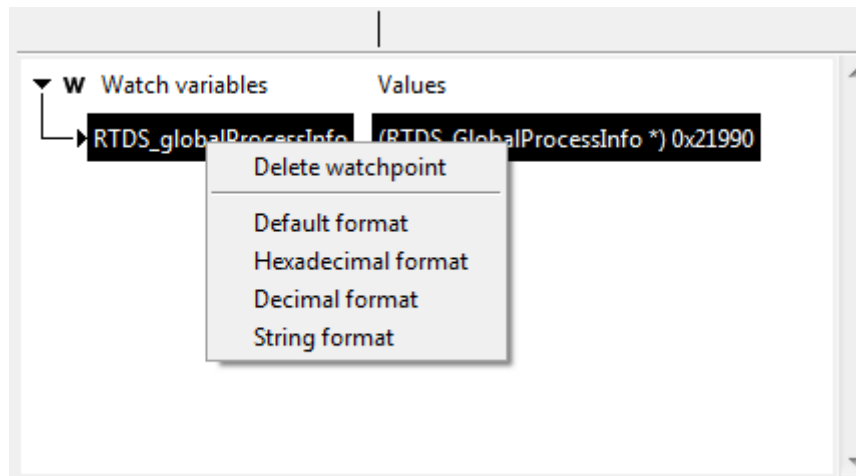 W Watch variables Values
RTDS_globalProcessInfo (RTDS_GlobalProcessInfo *) 0x21990
Delete watchpoint
Default format
Hexadecimal format
Decimal format
String format